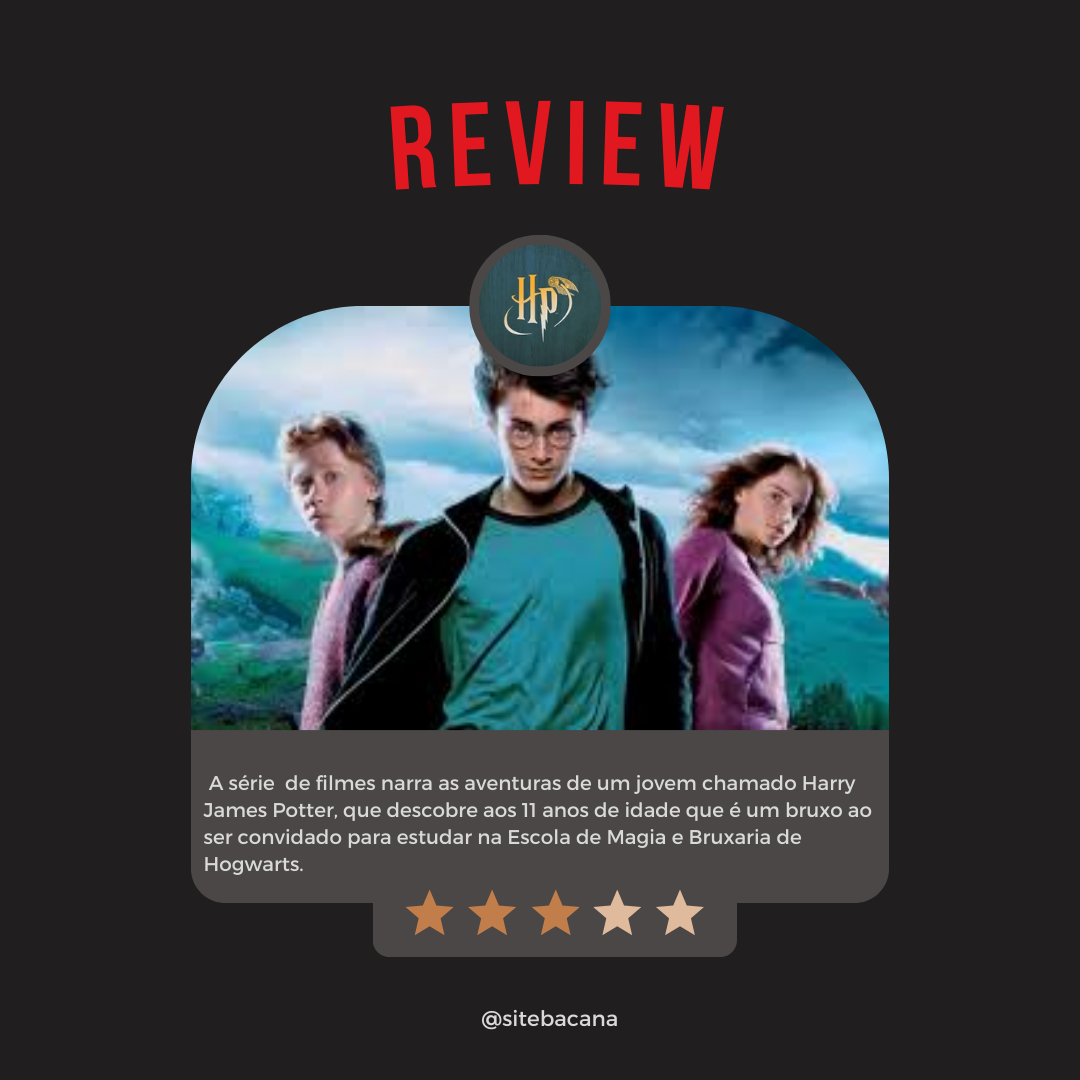 REVIEW
HP
A série  de filmes narra as aventuras de um jovem chamado Harry
James Potter, que descobre aos 11 anos de idade que é um bruxo ao
ser convidado para estudar na Escola de Magia e Bruxaria de
Hogwarts.
@sitebacana